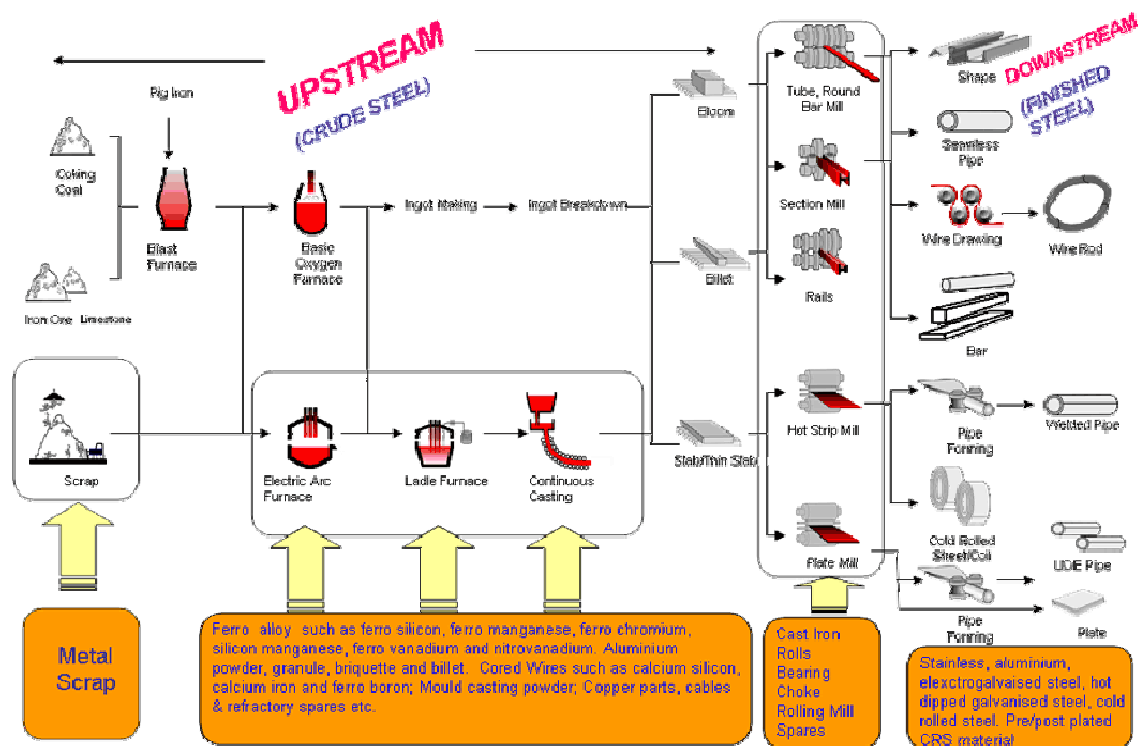 UPSTREAM
(CRUDE STEEL)
DOWNSTREAM
(FINISHED
STEEL)
Pig Iron
Coking
Coal
Blast
Furnace
Iron Ore
Limestone
Basic
Oxygen
Furnace
Ingot Making
Ingot Breakdown
Bloom
Billet
Slab/Thin Slab
Tube, Round
Bar Mill
Section Mill
Rails
Hot Strip Mill
Plate Mill
Shape
Seamless
Pipe
Wire Drawing
Wire Rod
Bar
Pipe
Forming
Welded Pipe
Cold Rolled
Street/Coil
UOE Pipe
Pipe
Forming
Plate
Scrap
Electric Arc
Furnace
Ladle Furnace
Continuous
Casting
Metal
Scrap
Ferro alloy such as ferro silicon, ferro manganese, ferro chromium,
silicon manganese, ferro vanadium and nitrovanadium. Aluminium
powder, granule, briquette and billet. Cored Wires such as calcium silicon,
calcium iron and ferro boron; Mould casting powder; Copper parts, cables
& refractory spares etc.
Cast Iron
Rolls
Bearing
Choke
Rolling Mill
Spares
Stainless, aluminium,
elexctrogalvaised steel, hot
dipped galvanised steel, cold
rolled steel. Pre/post plated
CRS material